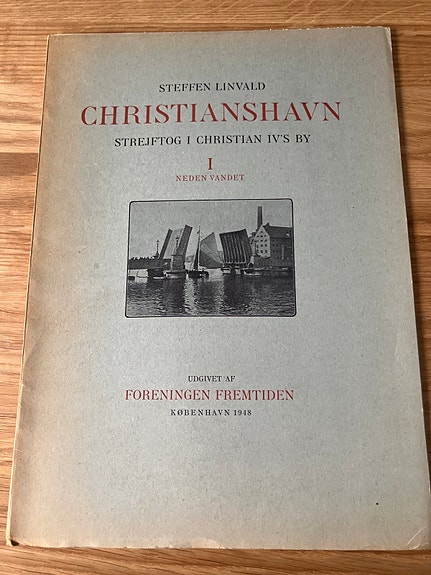 STEFFEN LINVALD
CHRISTIANSHAVN
STREJFTOG I CHRISTIAN IV'S BY
I
NEDEN VANDET
UDGIVET AF
FORENINGEN FREMTIDEN
KØBENHAVN 1948